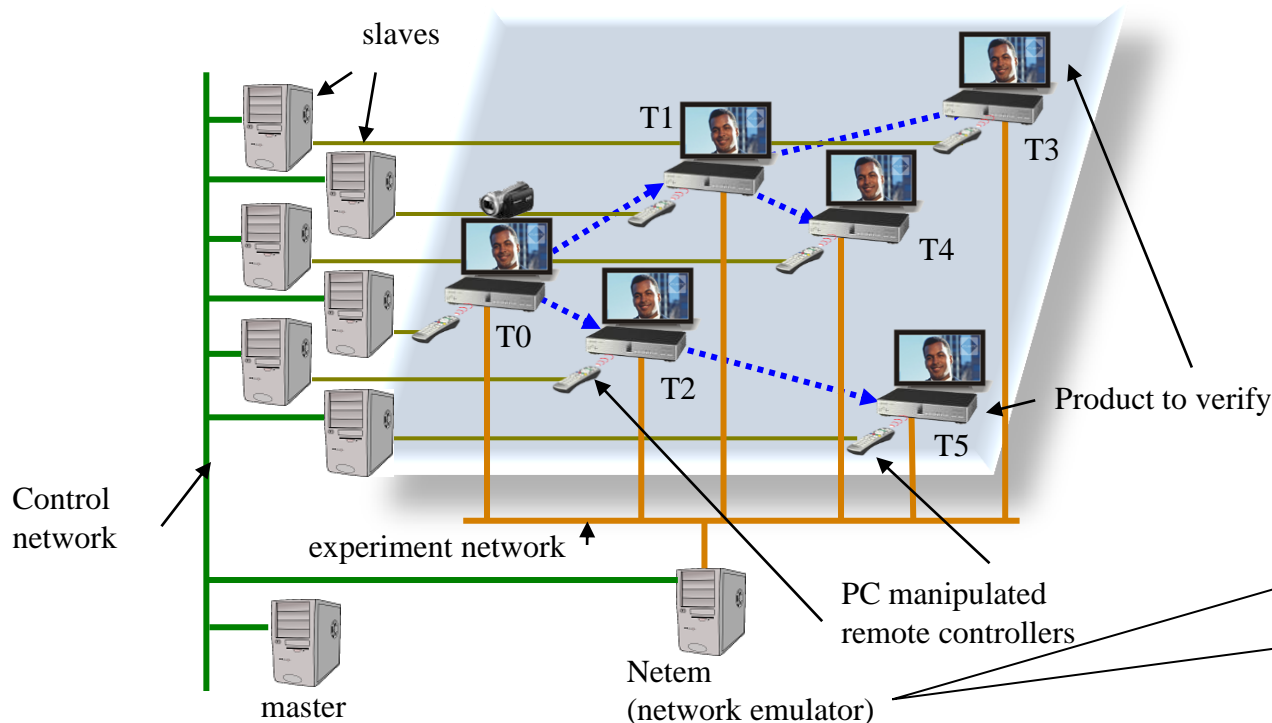 slaves
T1
T3
T4
T0
T2
Product to verify
T5
Control
network
experiment network
PC manipulated
remote controllers
Netem
(network emulator)
master